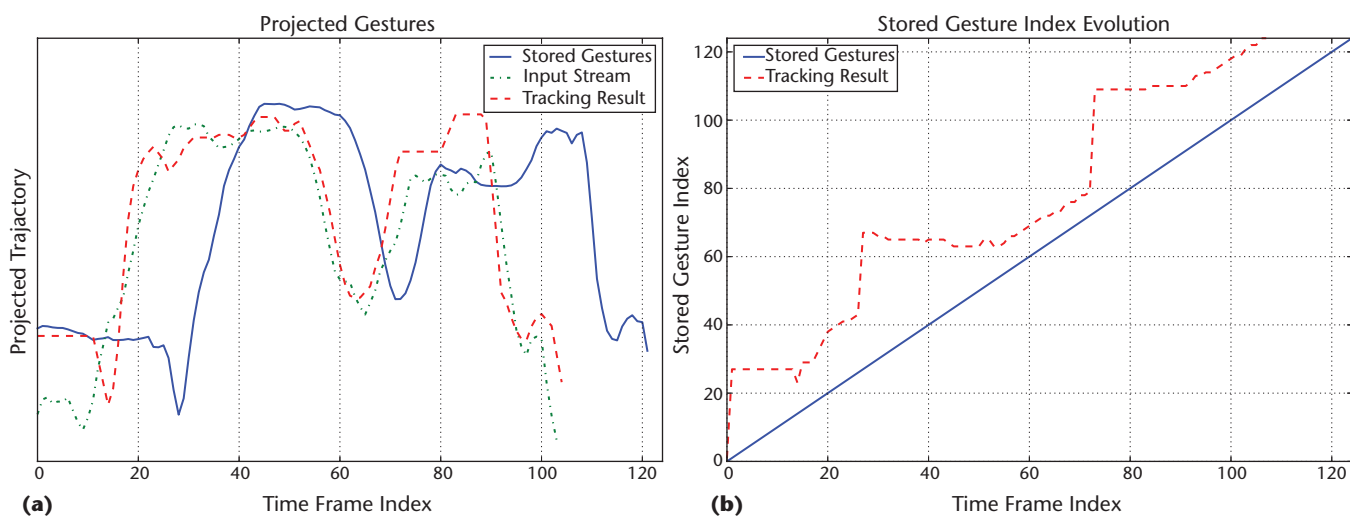 Projected Gestures
Stored Gestures
Input Stream
Tracking Result
Projected Trajactory
0 20 40 60 80 100 120
(a) Time Frame Index
Stored Gesture Index Evolution
Stored Gestures
Tracking Result
Stored Gesture Index
120
100
80
60
40
20
0
0 20 40 60 80 100 120
(b) Time Frame Index